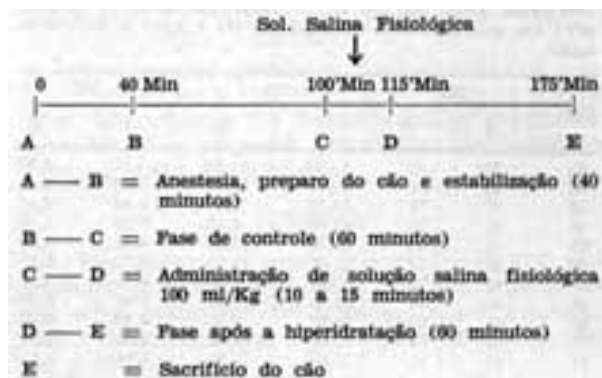 Sol. Salina Fisiológica
0 40 Min 100'Min 115'Min 175'Min
A B C D E
A — B = Anestesia, preparo do cão e estabilização (40
minutos)
B — C = Fase de controle (60 minutos)
C — D = Administração de solução salina fisiológica
100 ml/Kg (10 a 15 minutos)
D — E = Fase após a hiperidratação (60 minutos)
E = Sacrifício do cão